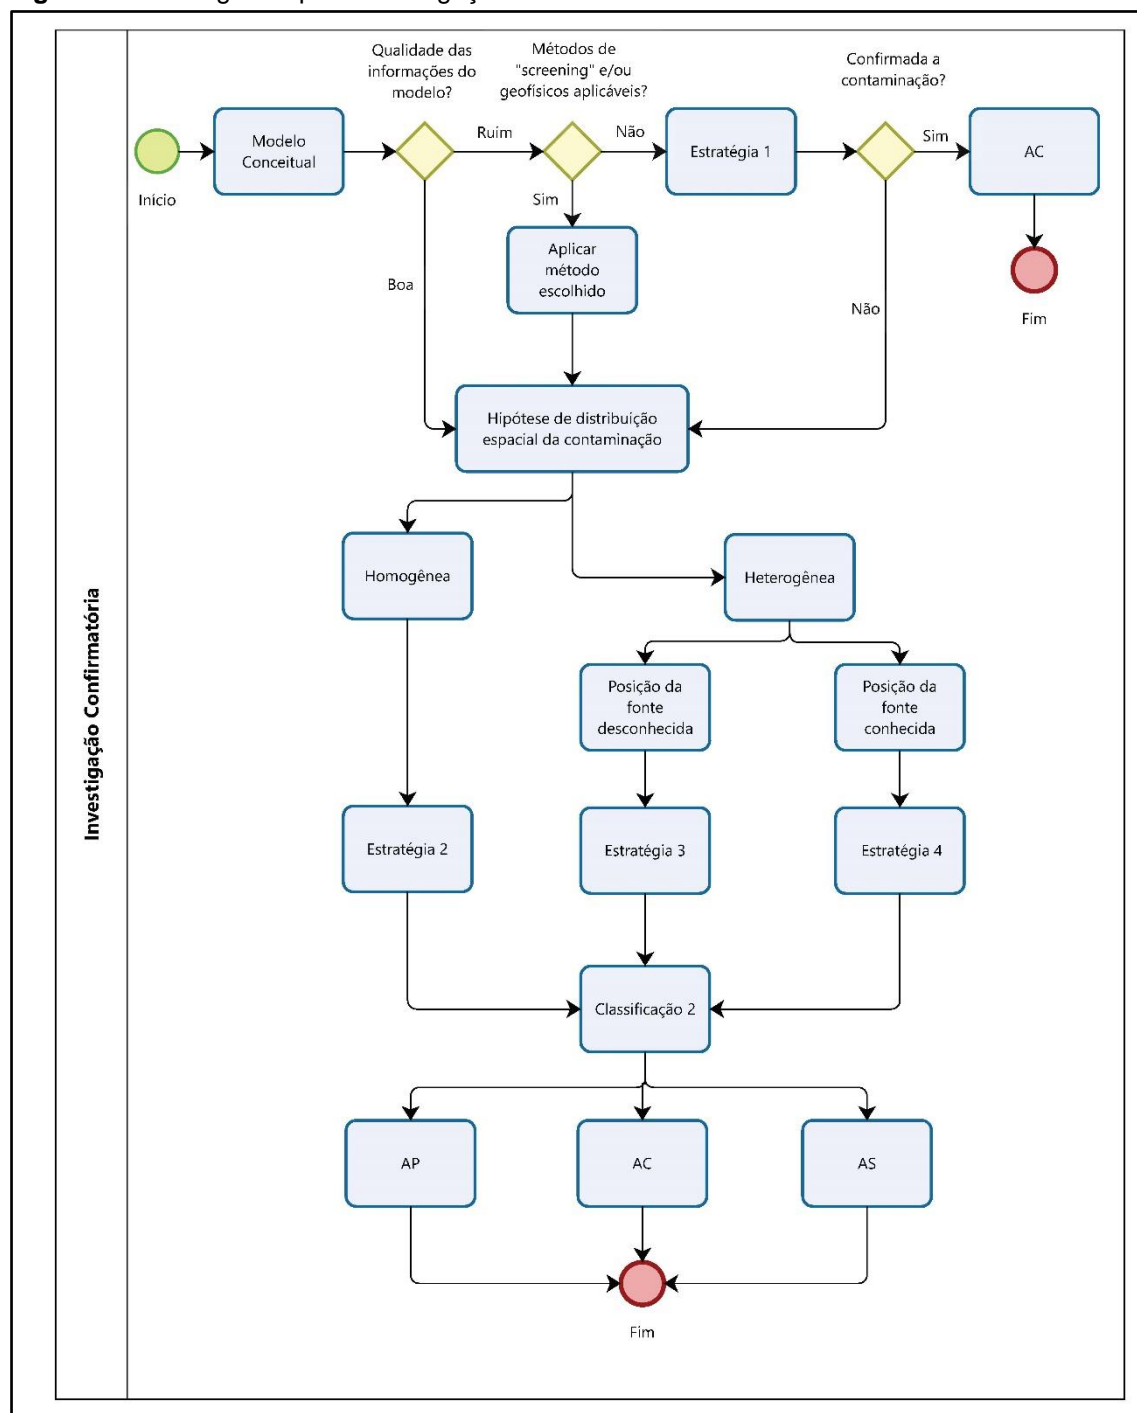 Qualidade das
informações do
modelo?
Métodos de
"screening" e/ou
geofísicos aplicáveis?
Confirmada a
contaminação?
Início
Modelo
Conceitual
Ruim
Não
Estratégia 1
Sim
AC
Boa
Sim
Aplicar
método
escolhido
Não
Fim
Hipótese de distribuição
espacial da contaminação
Homogênea
Heterogênea
Posição da
fonte
desconhecida
Posição da
fonte
conhecida
Investigação Confirmatória
Estratégia 2
Estratégia 3
Estratégia 4
Classificação 2
AP
AC
AS
Fim